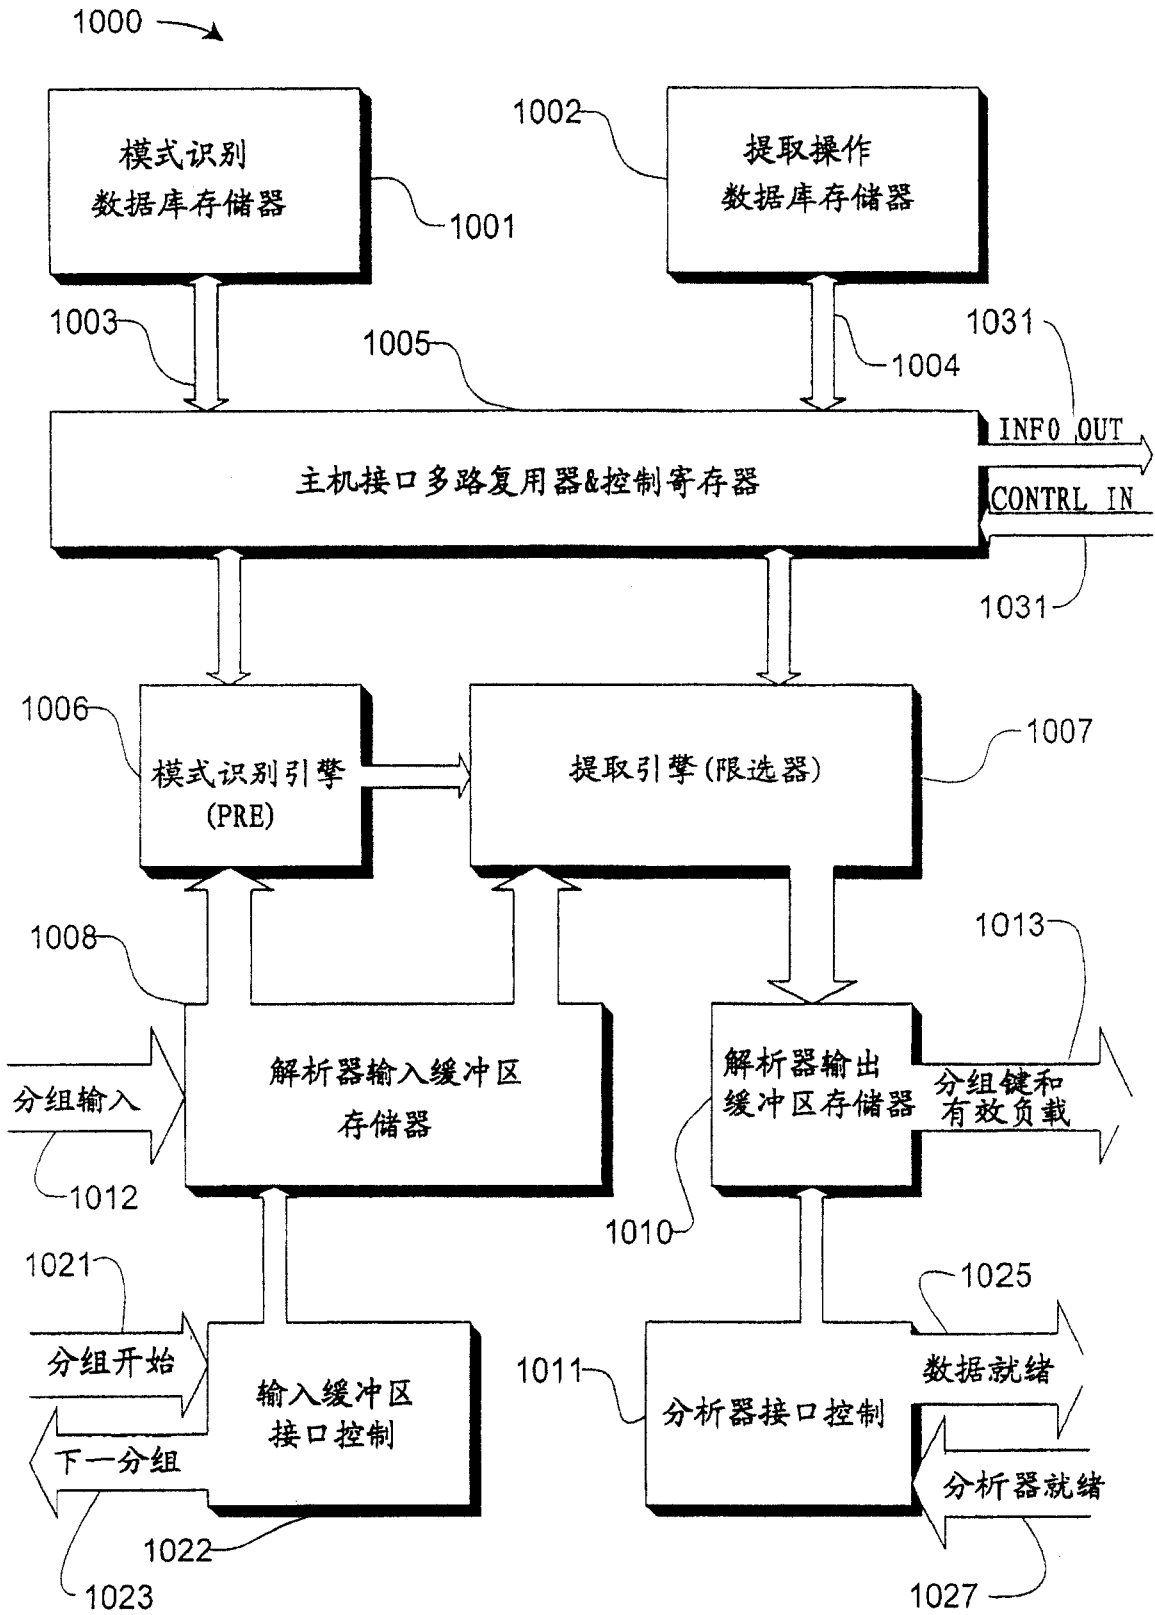 1000
模式识别
数据库存储器
1001
1002
提取操作
数据库存储器
1003
1005
1004
1031
INFO OUT
主机接口多路复用器&控制寄存器
CONTRL IN
1031
1006
模式识别引擎
(PRE)
提取引擎(限选器)
1007
1008
1013
分组输入
解析器输入缓冲区
存储器
解析器输出
缓冲区存储器
分组键和
有效负载
1012
1010
1021
分组开始
下一分组
输入缓冲区
接口控制
1011
分析器接口控制
1025
数据就绪
分析器就绪
1022
1023
1027